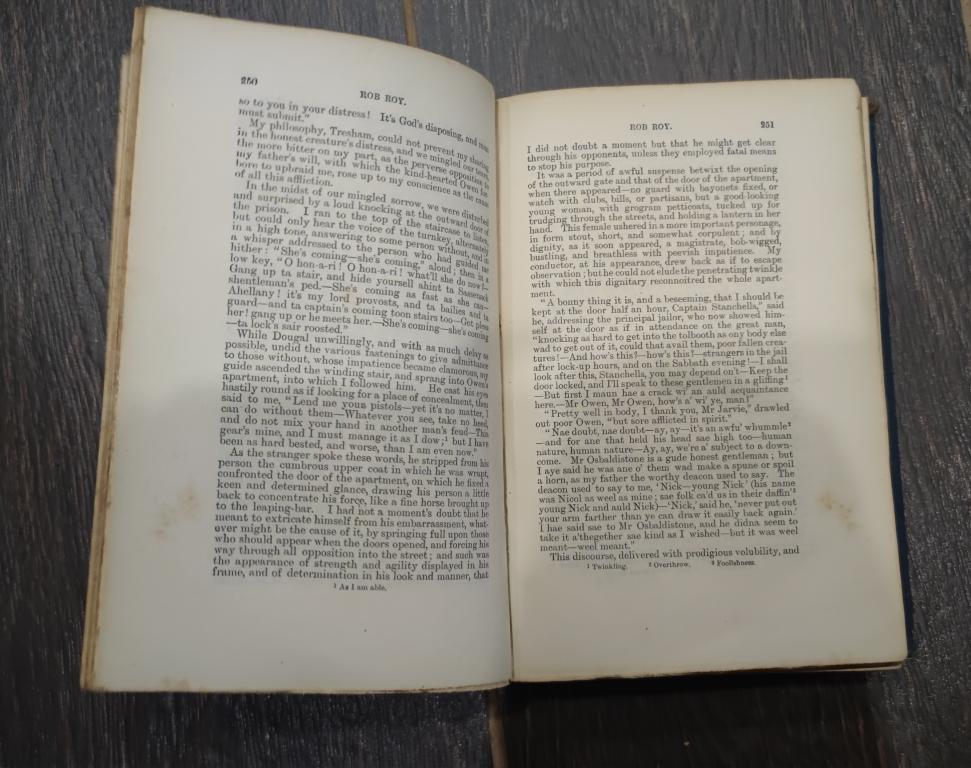 250
ROB ROY.
so to you in your distress! It's God's disposing, and man
must submit."
My philosophy, Tresham, could not prevent my sharing
in the honest creature's distress, and we mingled our tears,
the more bitter on my part, as the perverse opposition to
my father's will, with which the kind-hearted Owen for-
bore to upbraid me, rose up to my conscience as the cause
of all this affliction.
In the midst of our mingled sorrow, we were disturbed
and surprised by a loud knocking at the outward door of
the prison. I ran to the top of the staircase to listen,
but could only hear the voice of the turnkey, alternately
in a high tone, answering to some person without, and in
a whisper addressed to the person who had guided me
hither: "She's coming—she's coming," aloud; then in a
low key, "O hon-a-ri! O hon-a-ri! what'll she do now?—
Gang up ta stair, and hide yourself ahint ta Sassenach
shentleman's ped.—She's coming as fast as she can.—
Ahellany! it's my lord provosts, and ta bailies and ta
guard—and ta captain's coming toon stairs too—Got pless
her! gang up or he meets her.—She's coming—she's coming
—ta lock's sair roosted."
While Dougal unwillingly, and with as much delay as
possible, undid the various fastenings to give admittance
to those without, whose impatience became clamorous, my
guide ascended the winding stair, and sprang into Owen's
apartment, into which I followed him. He cast his eyes
hastily round as if looking for a place of concealment, then
said to me, "Lend me your pistols—yet it's no matter, I
can do without them—Whatever you see, take no heed,
and do not mix your hand in another man's feud—This
gear's mine, and I must manage it as I dow;¹ but I have
been as hard bested, and worse, than I am even now."
As the stranger spoke these words, he stripped from his
person the cumbrous upper coat in which he was wrapt,
confronted the door of the apartment, on which he fixed a
keen and determined glance, drawing his person a little
back to concentrate his force, like a fine horse brought up
to the leaping-bar. I had not a moment's doubt that he
meant to extricate himself from his embarrassment, what-
ever might be the cause of it, by springing full upon those
who should appear when the doors opened, and forcing his
way through all opposition into the street; and such was
the appearance of strength and agility displayed in his
frame, and of determination in his look and manner, that
¹ As I am able.
ROB ROY.
251
I did not doubt a moment but that he might get clear
through his opponents, unless they employed fatal means
to stop his purpose.
It was a period of awful suspense betwixt the opening
of the outward gate and that of the door of the apartment,
when there appeared—no guard with bayonets fixed, or
watch with clubs, bills, or partisans, but a good-looking
young woman, with grogram petticoats, tucked up for
trudging through the streets, and holding a lantern in her
hand. This female ushered in a more important personage,
in form stout, short, and somewhat corpulent; and by
dignity, as it soon appeared, a magistrate, bob-wigged,
bustling, and breathless with peevish impatience. My
conductor, at his appearance, drew back as if to escape
observation; but he could not elude the penetrating twinkle
with which this dignitary reconnoitred the whole apart-
ment.
"A bonny thing it is, and a beseeming, that I should be
kept at the door half an hour, Captain Stanchells," said
he, addressing the principal jailor, who now showed him-
self at the door as if in attendance on the great man,
"knocking as hard to get into the tolbooth as ony body else
wad to get out of it, could that avail them, poor fallen crea-
tures!—And how's this?—how's this?—strangers in the jail
after lock-up hours, and on the Sabbath evening!—I shall
look after this, Stanchells, you may depend on't—Keep the
door locked, and I'll speak to these gentlemen in a gliffing¹
—But first I maun hae a crack wi' an auld acquaintance
here.—Mr Owen, Mr Owen, how's a' wi' ye, man?"
"Pretty well in body, I thank you, Mr Jarvie," drawled
out poor Owen, "but sore afflicted in spirit."
"Nae doubt, nae doubt—ay, ay—it's an awfu' whummle²
—and for ane that held his head sae high too—human
nature, human nature—Ay, ay, we're a' subject to a down-
come. Mr Osbaldistone is a gude honest gentleman; but
I aye said he was ane o' them wad make a spune or spoil
a horn, as my father the worthy deacon used to say. The
deacon used to say to me, 'Nick—young Nick' (his name
was Nicol as weel as mine; sae folk ca'd us in their daffin'³
young Nick and auld Nick)—'Nick,' said he, 'never put out
your arm farther than ye can draw it easily back again.'
I hae said sae to Mr Osbaldistone, and he didna seem to
take it a'thegether sae kind as I wished—but it was weel
meant—weel meant."
This discourse, delivered with prodigious volubility, and
¹ Twinkling. ² Overthrow. ³ Foolishness.